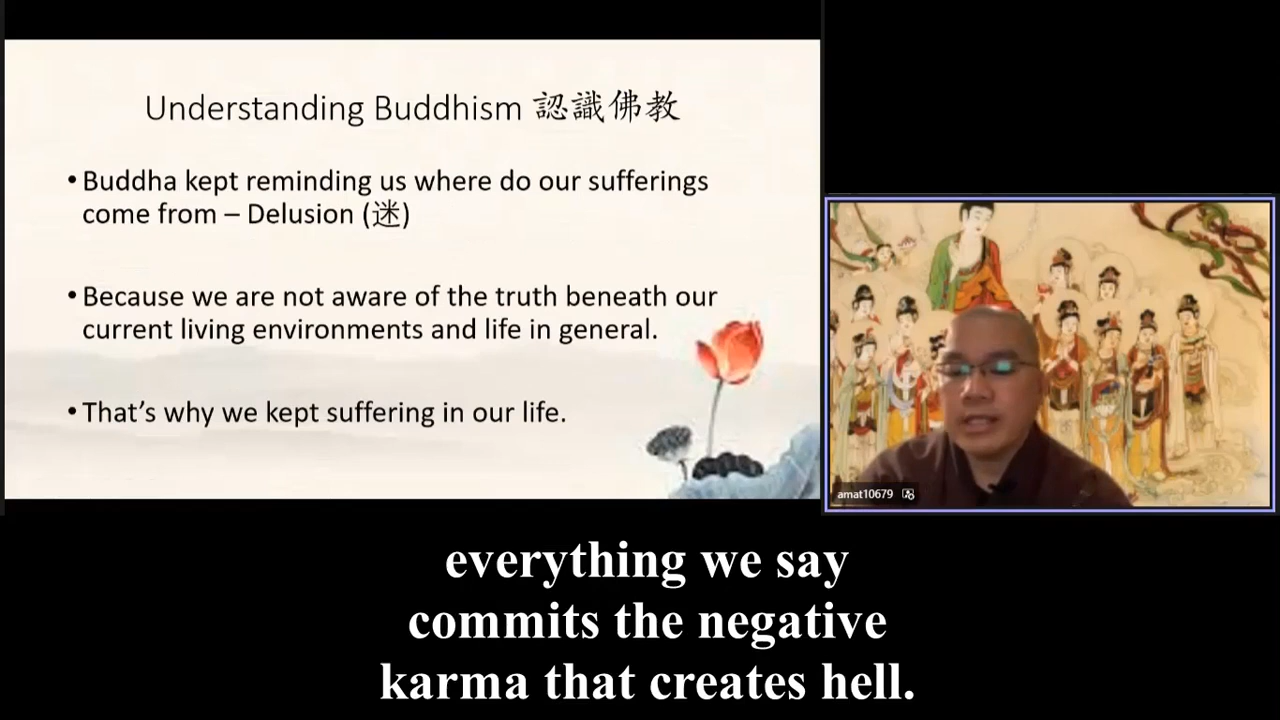 Understanding Buddhism 認識佛教
• Buddha kept reminding us where do our sufferings
come from – Delusion (迷)
• Because we are not aware of the truth beneath our
current living environments and life in general.
• That's why we kept suffering in our life.
amat10679
everything we say
commits the negative
karma that creates hell.